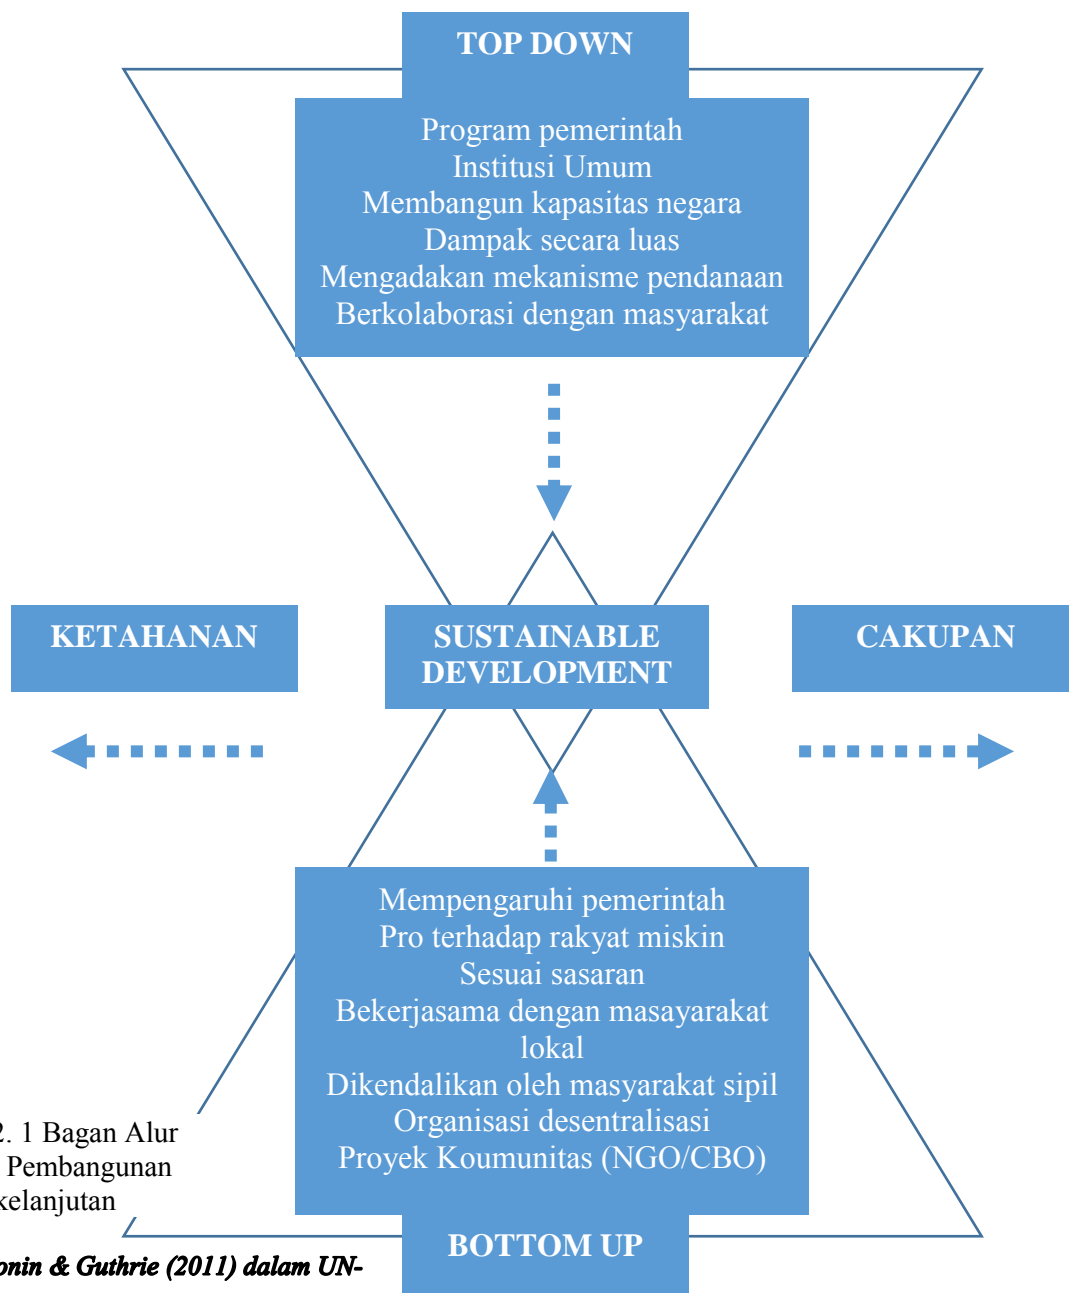 TOP DOWN
Program pemerintah
Institusi Umum
Membangun kapasitas negara
Dampak secara luas
Mengadakan mekanisme pendanaan
Berkolaborasi dengan masyarakat
KETAHANAN
SUSTAINABLE
DEVELOPMENT
CAKUPAN
Mempengaruhi pemerintah
Pro terhadap rakyat miskin
Sesuai sasaran
Bekerjasama dengan masayarakat
lokal
Dikendalikan oleh masyarakat sipil
Organisasi desentralisasi
Proyek Koumunitas (NGO/CBO)
BOTTOM UP
2. 1 Bagan Alur
Pembangunan
kelanjutan
onin & Guthrie (2011) dalam UN-